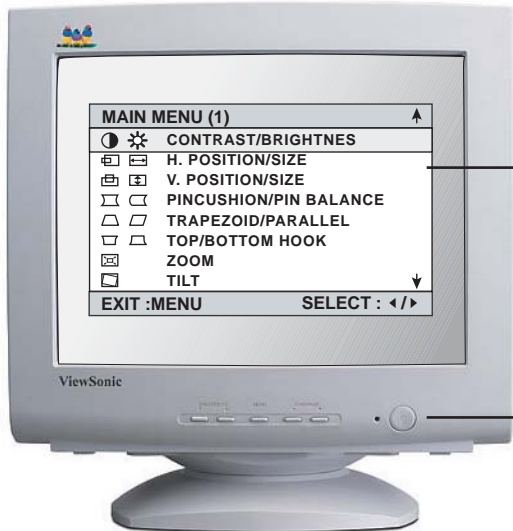 MAIN MENU (1)
CONTRAST/BRIGHTNES
H. POSITION/SIZE
V. POSITION/SIZE
PINCUSHION/PIN BALANCE
TRAPEZOID/PARALLEL
TOP/BOTTOM HOOK
ZOOM
TILT
EXIT :MENU SELECT : ◂/▸
ViewSonic